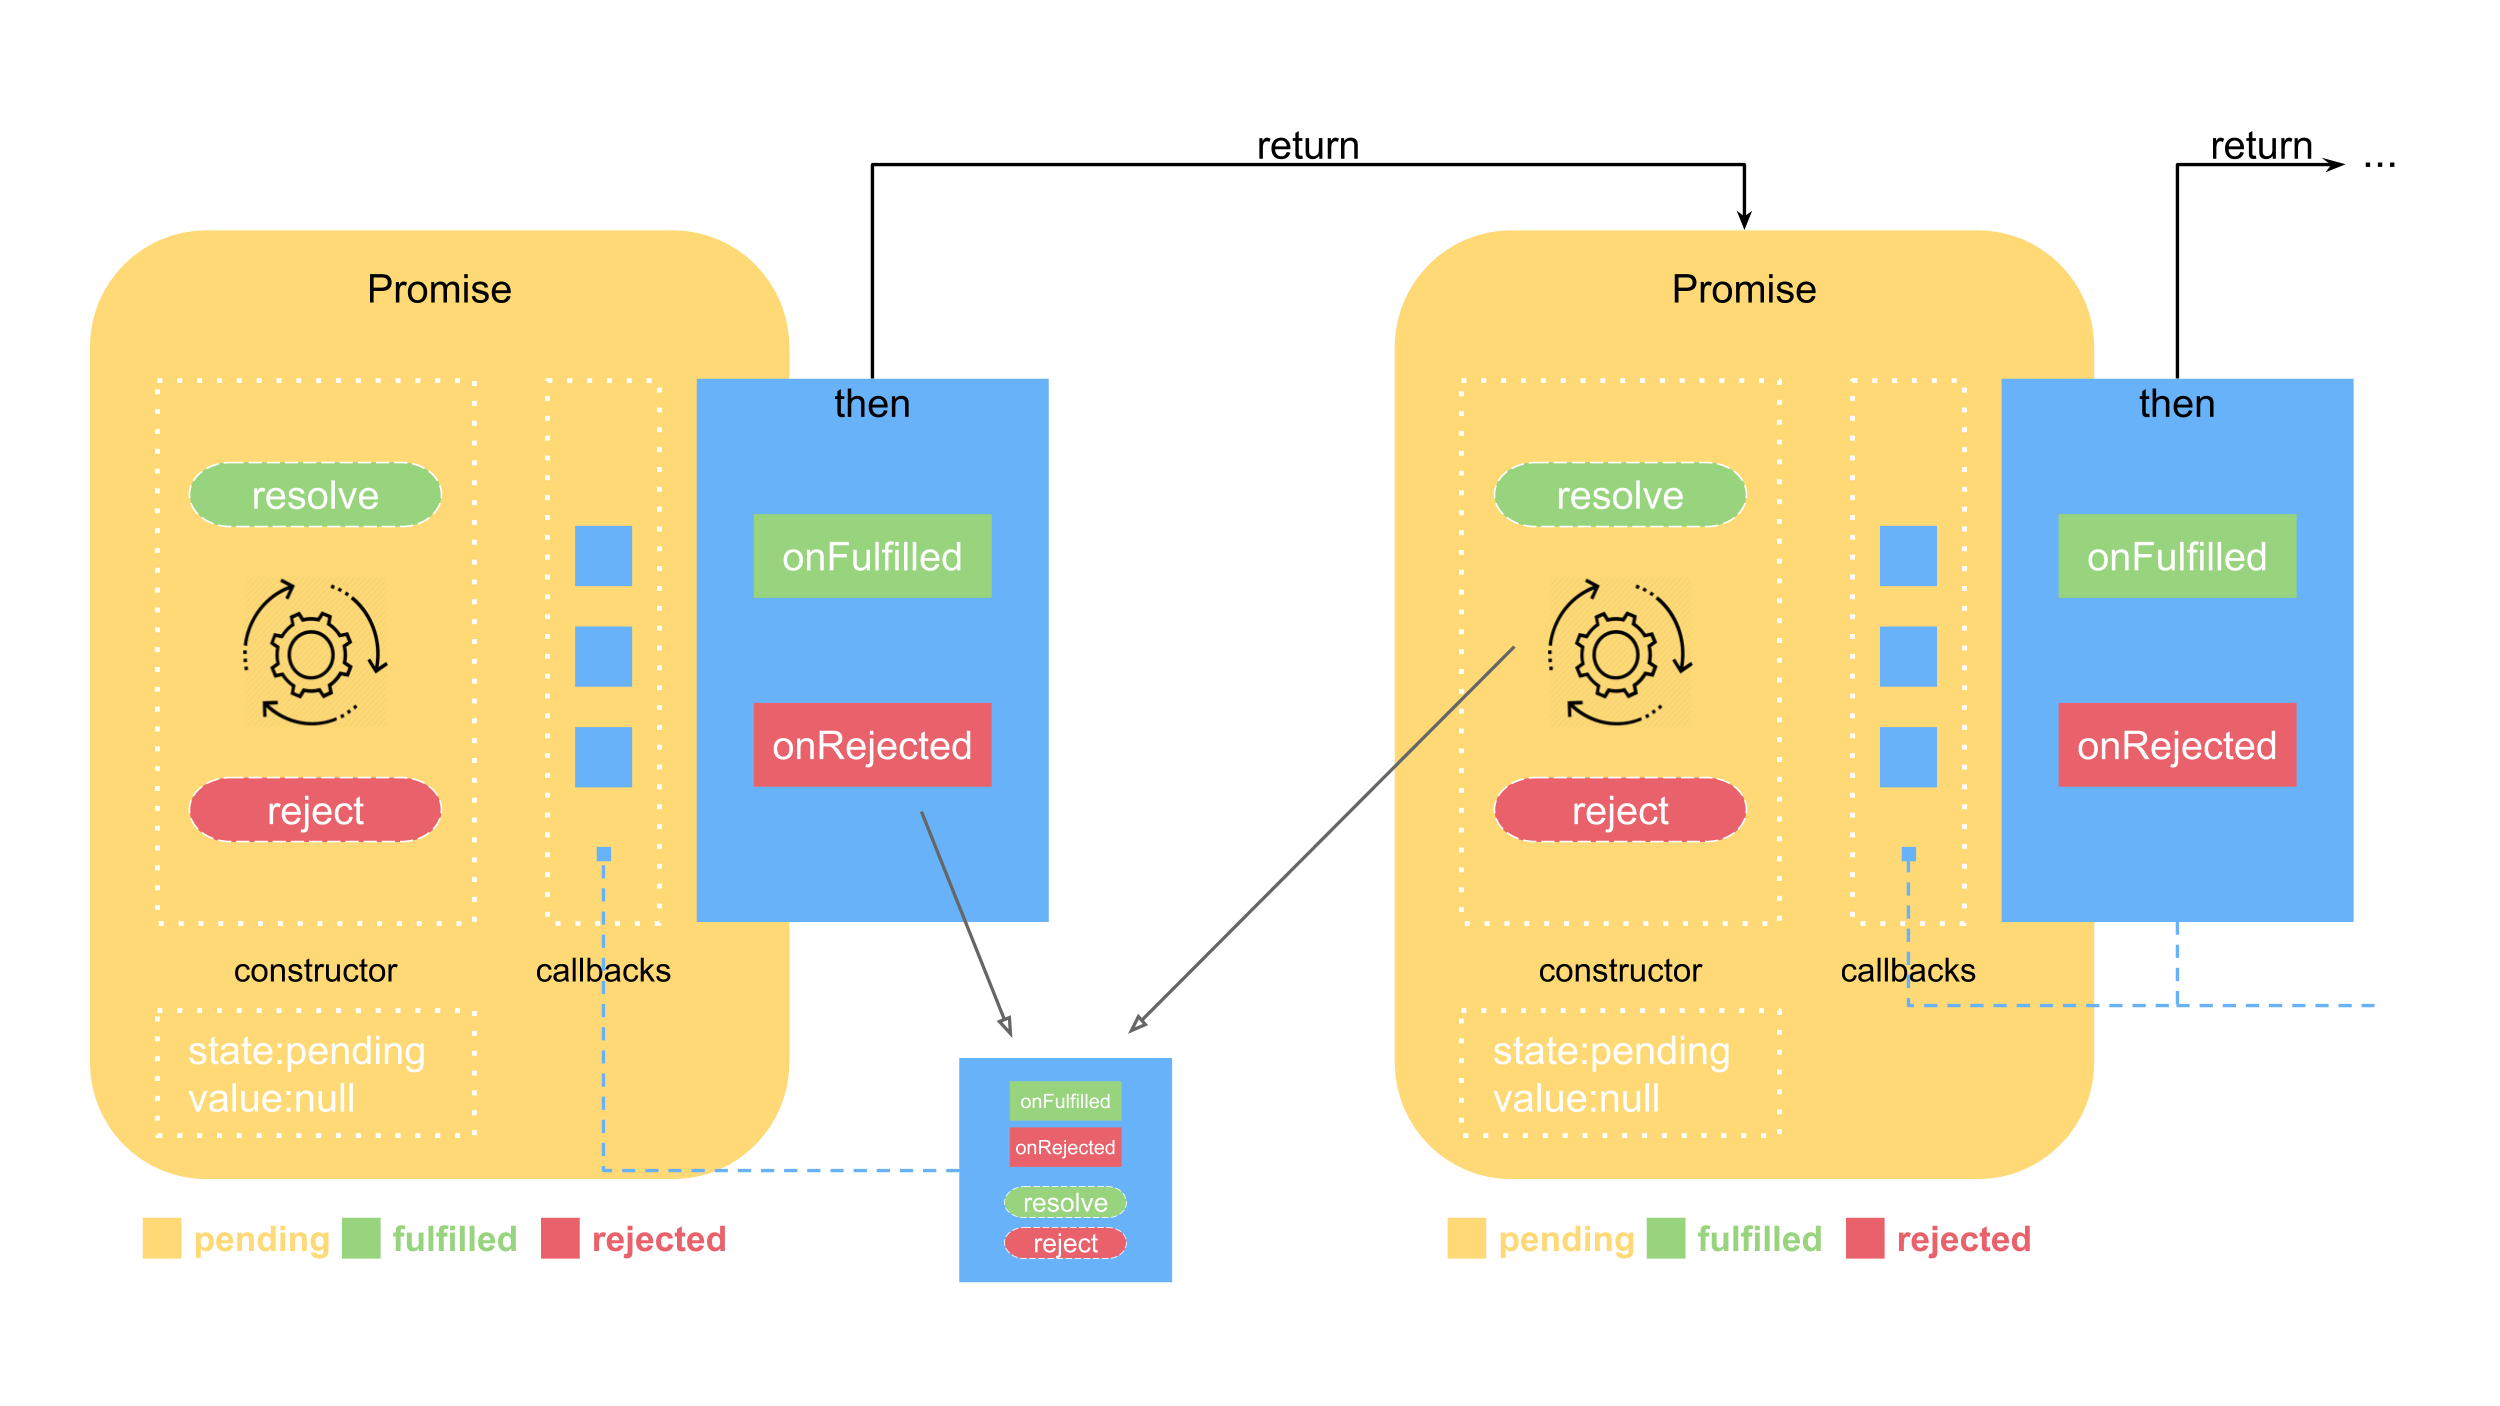 return
return
...
Promise
then
resolve
onFulfilled
onRejected
reject
constructor
callbacks
state:pending
value:null
pending
fulfilled
rejected
onFulfilled
onRejected
resolve
reject
Promise
then
resolve
onFulfilled
onRejected
reject
constructor
callbacks
state:pending
value:null
pending
fulfilled
rejected